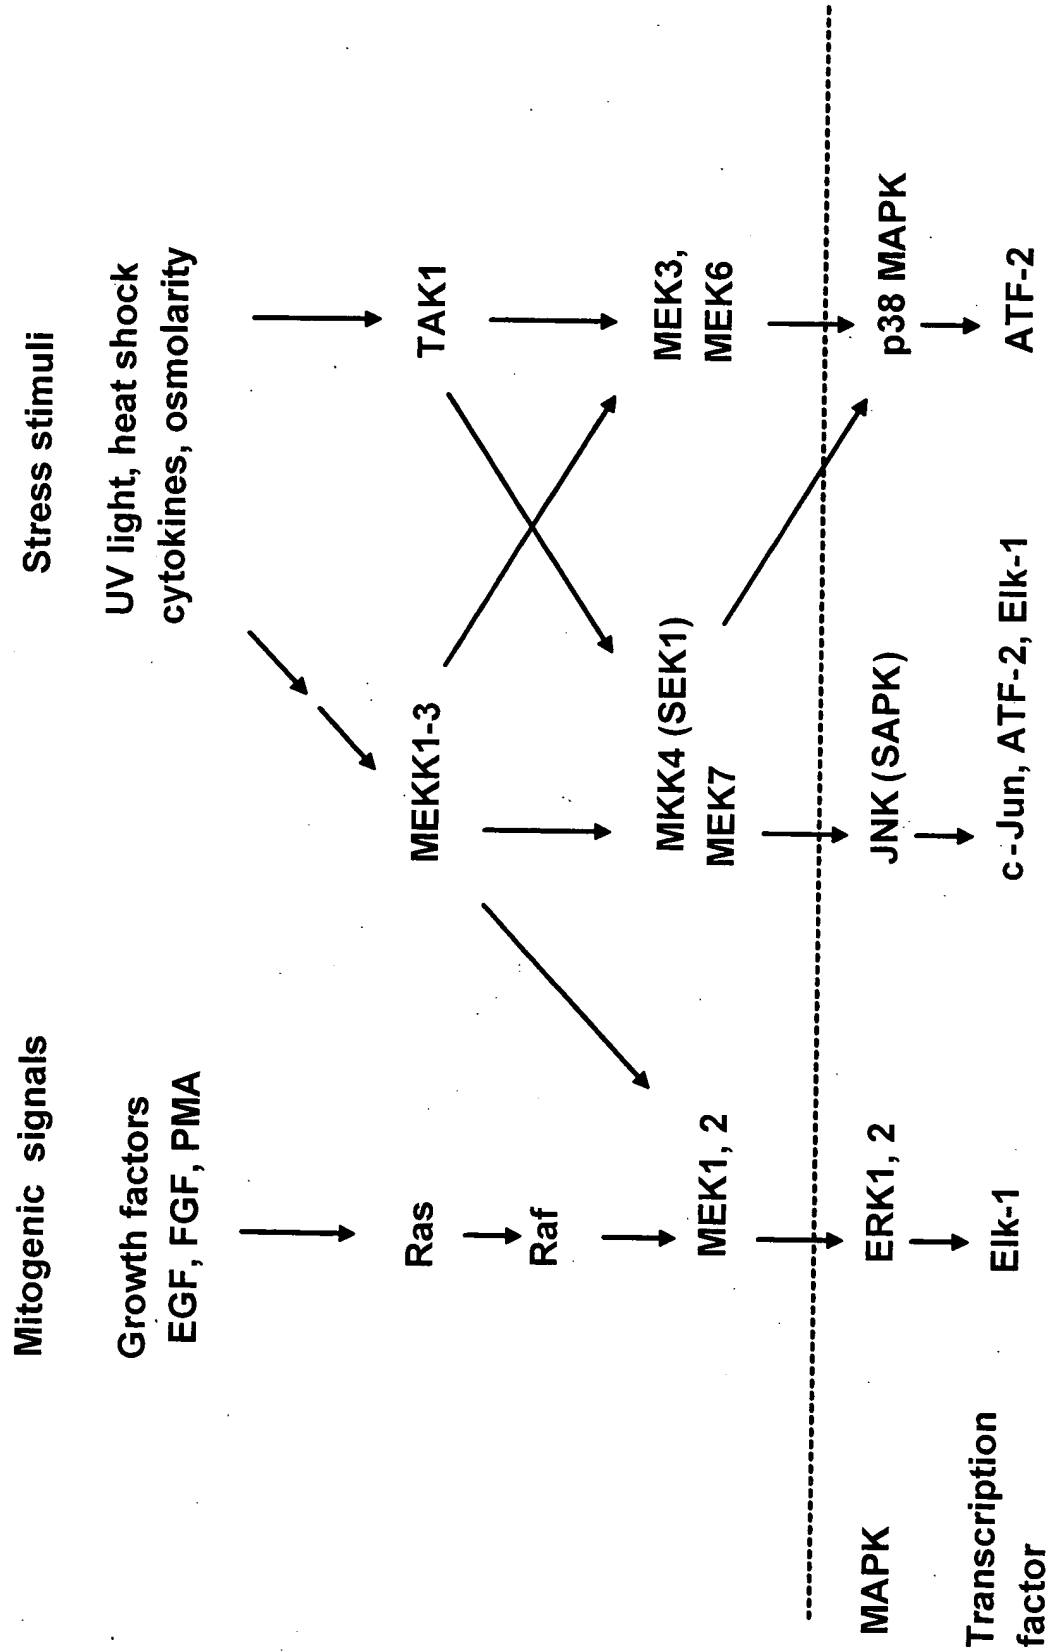 Mitogenic signals
Stress stimuli
Growth factors
EGF, FGF, PMA
UV light, heat shock
cytokines, osmolarity
Ras
Raf
MEKK1-3
TAK1
MEK1, 2
MKK4 (SEK1)
MEK7
MEK3,
MEK6
MAPK
ERK1, 2
JNK (SAPK)
p38 MAPK
Transcription
factor
Elk-1
c-Jun, ATF-2, Elk-1
ATF-2